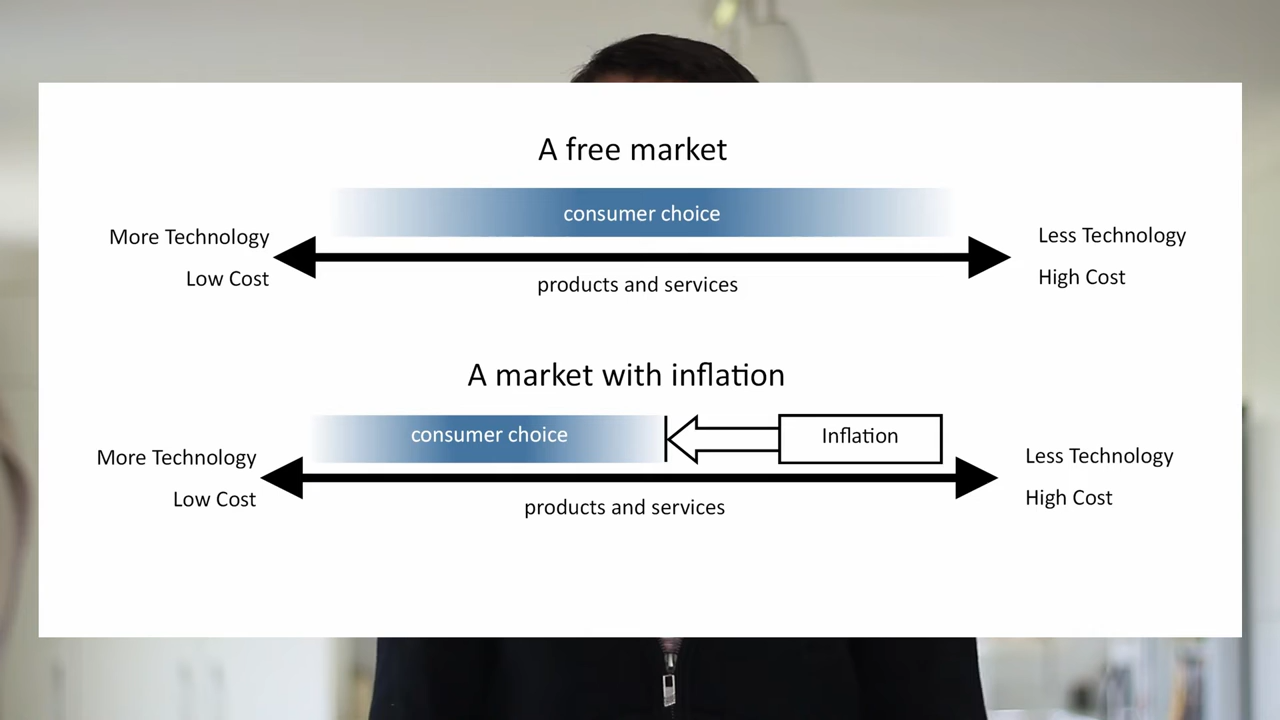 A free market
consumer choice
More Technology
Low Cost
Less Technology
High Cost
products and services
A market with inflation
consumer choice
Inflation
More Technology
Low Cost
Less Technology
High Cost
products and services